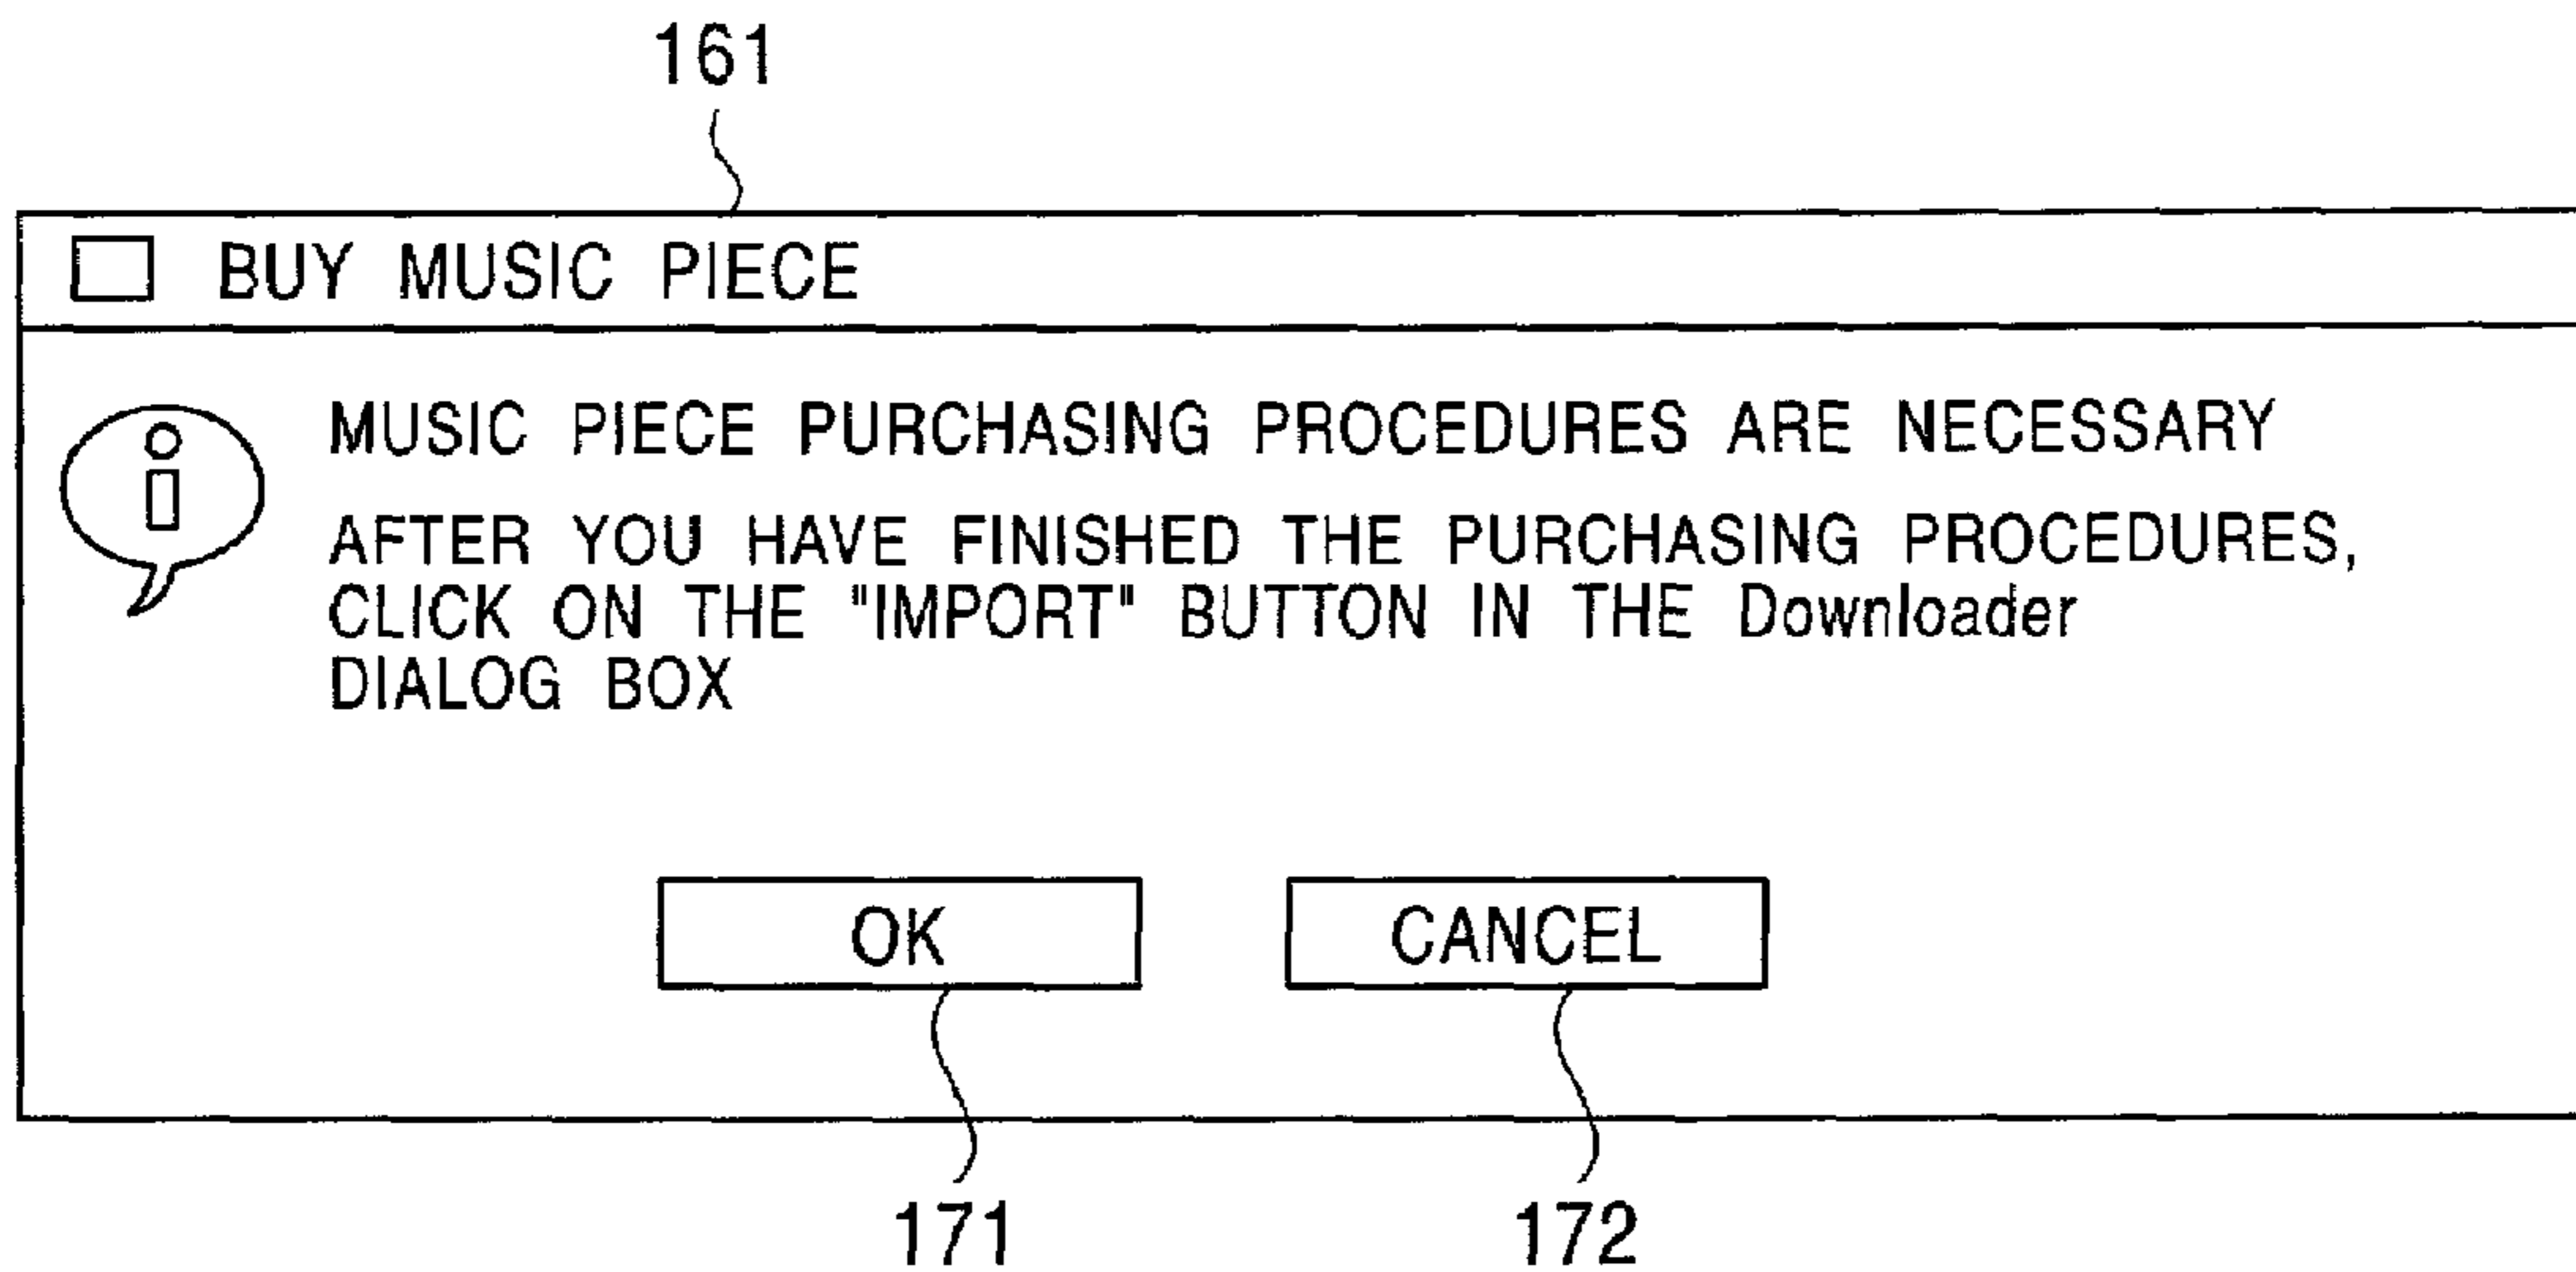 161
BUY MUSIC PIECE
i
MUSIC PIECE PURCHASING PROCEDURES ARE NECESSARY
AFTER YOU HAVE FINISHED THE PURCHASING PROCEDURES,
CLICK ON THE "IMPORT" BUTTON IN THE Downloader
DIALOG BOX
OK CANCEL
171 172